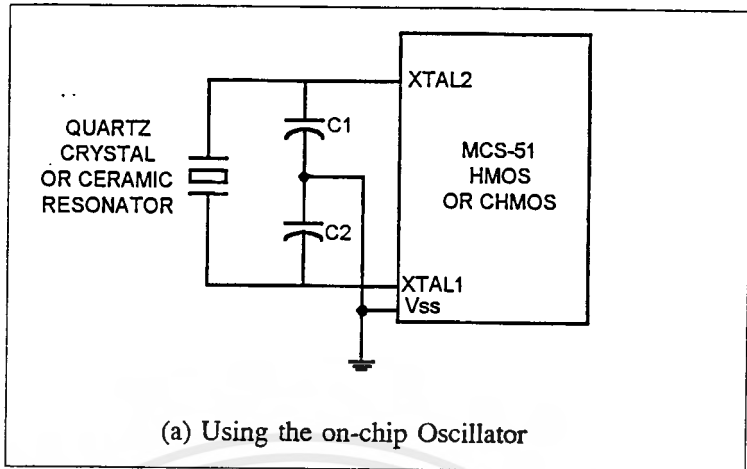 XTAL2
QUARTZ
CRYSTAL
OR CERAMIC
RESONATOR
C1
C2
MCS-51
HMOS
OR CHMOS
XTAL1
Vss
(a) Using the on-chip Oscillator